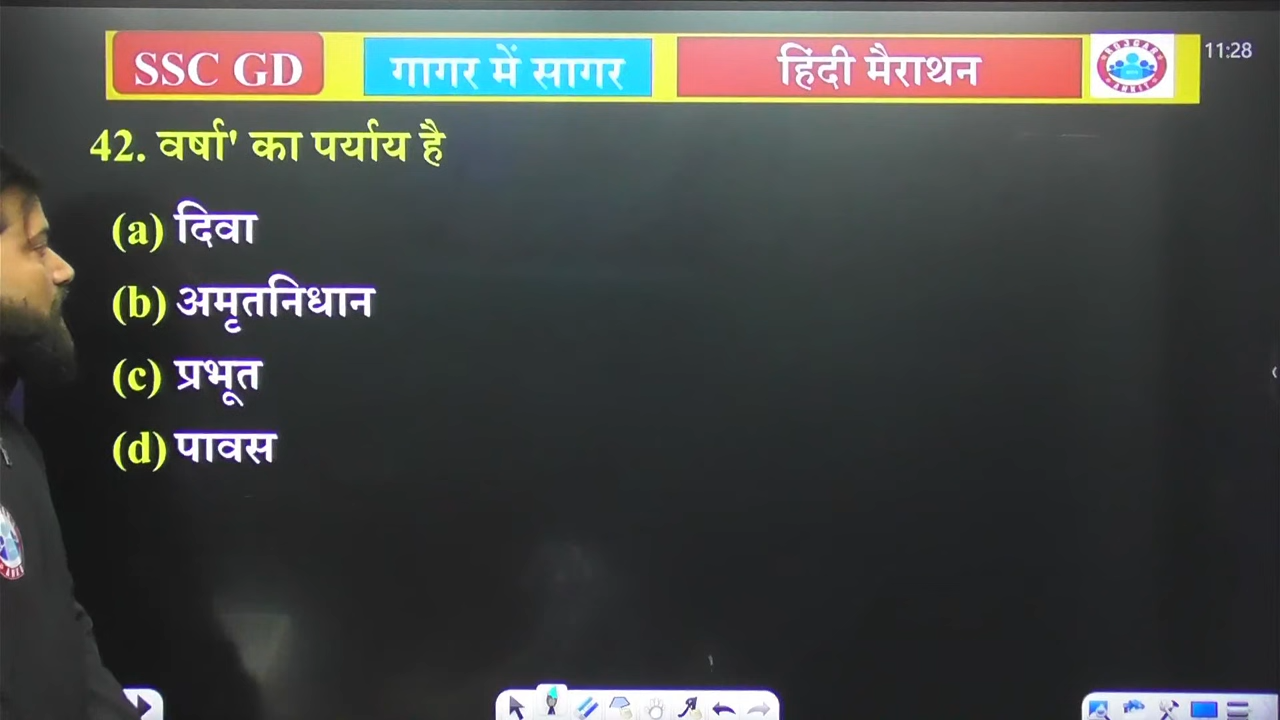 SSC GD गागर में सागर हिंदी मैराथन
11:28
42. वर्षा' का पर्याय है
(a) दिवा
(b) अमृतनिधान
(c) प्रभूत
(d) पावस